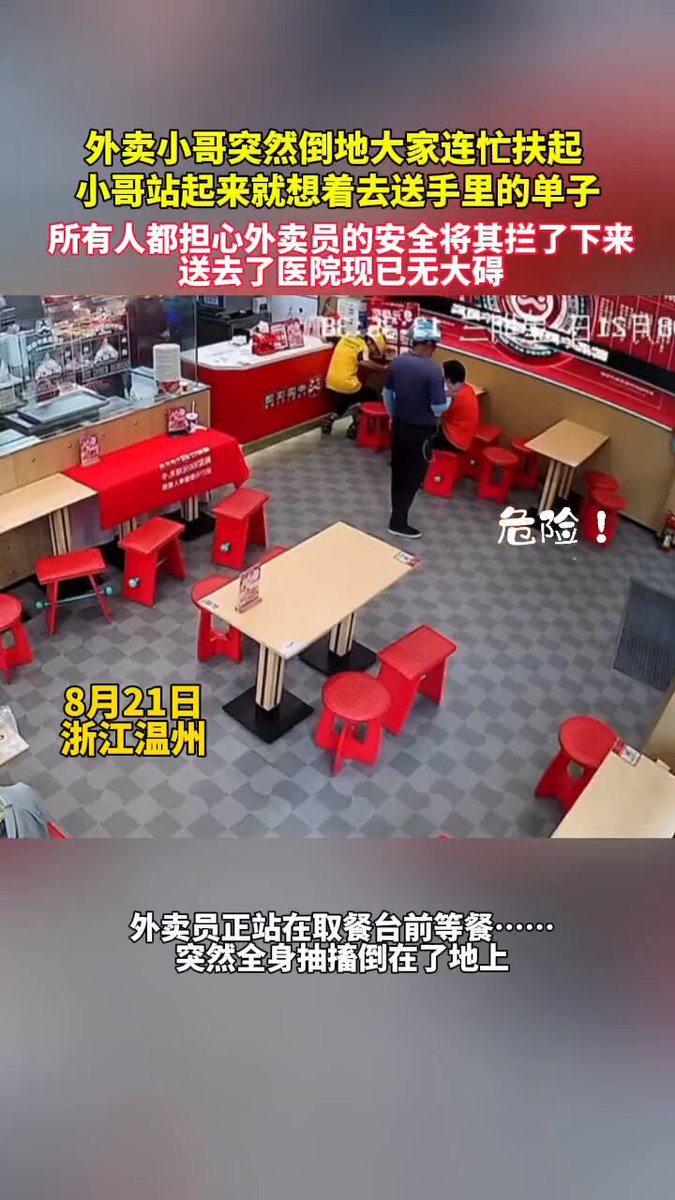 外卖小哥突然倒地大家连忙扶起
小哥站起来就想着去送手里的单子
所有人都担心外卖员的安全将其拦了下来
送去了医院现已无大碍
危险！
8月21日
浙江温州
外卖员正站在取餐台前等餐……
突然全身抽搐倒在了地上